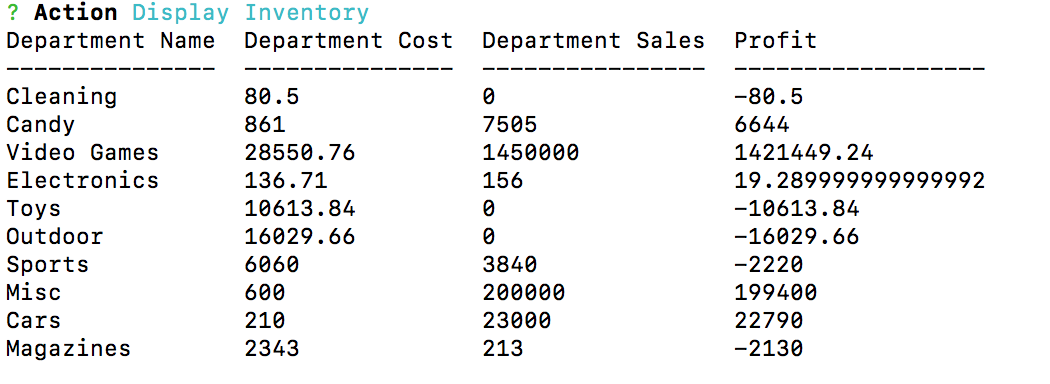 ? Action Display Inventory
Department Name  Department Cost  Department Sales  Profit
---------------  ---------------  ----------------  ------------------
Cleaning         80.5             0                 -80.5
Candy            861              7505              6644
Video Games      28550.76         1450000           1421449.24
Electronics      136.71           156               19.289999999999992
Toys             10613.84         0                 -10613.84
Outdoor          16029.66         0                 -16029.66
Sports           6060             3840              -2220
Misc             600              200000            199400
Cars             210              23000             22790
Magazines        2343             213               -2130